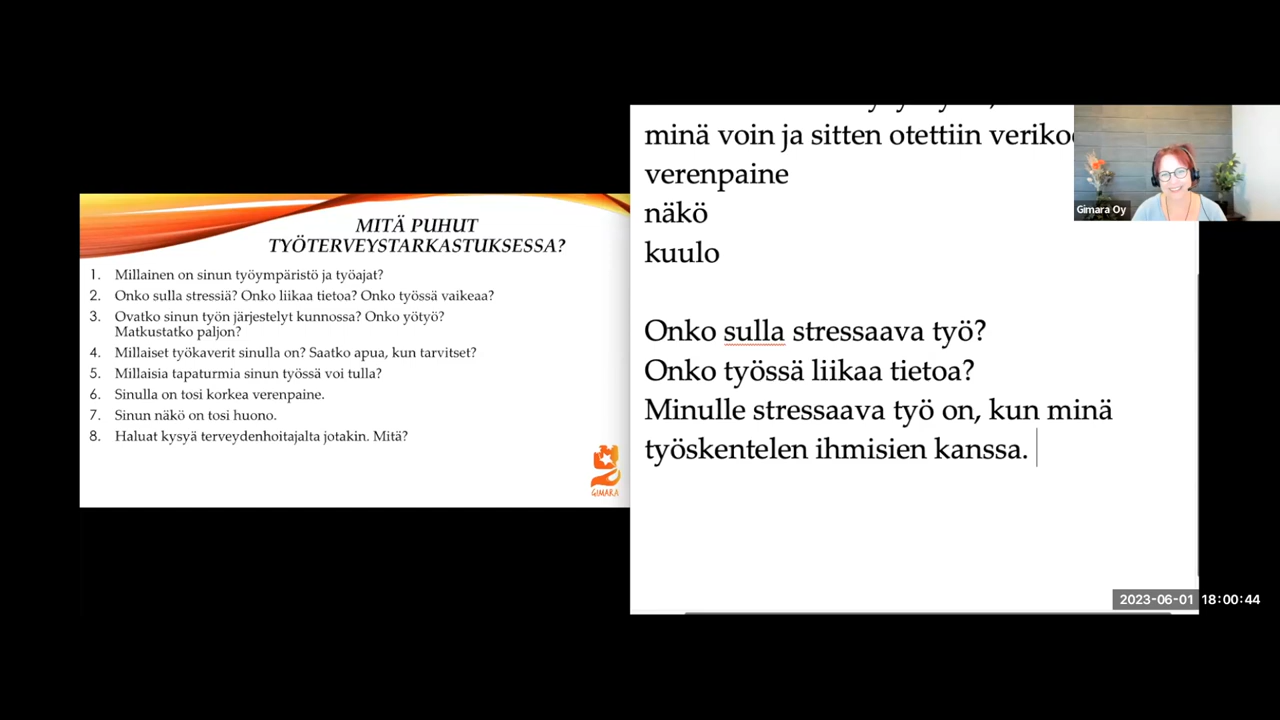 MITÄ PUHUT
TYÖTERVEYSTARKASTUKSESSA?
1. Millainen on sinun työympäristö ja työajat?
2. Onko sulla stressiä? Onko liikaa tietoa? Onko työssä vaikeaa?
3. Ovatko sinun työn järjestelyt kunnossa? Onko yötyö?
Matkustatko paljon?
4. Millaiset työkaverit sinulla on? Saatko apua, kun tarvitset?
5. Millaisia tapaturmia sinun työssä voi tulla?
6. Sinulla on tosi korkea verenpaine.
7. Sinun näkö on tosi huono.
8. Haluat kysyä terveydenhoitajalta jotakin. Mitä?
GIMARA
minä voin ja sitten otettiin
verenpaine
näkö
kuulo
Onko sulla stressaava työ?
Onko työssä liikaa tietoa?
Minulle stressaava työ on, kun minä
työskentelen ihmisien kanssa.
Gimara Oy
2023-06-01 18:00:44